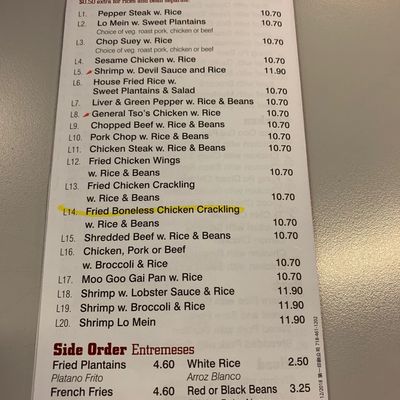 $0.50 extra for rices and bean separate
L1. Pepper Steak w. Rice 10.70
L2. Lo Mein w. Sweet Plantains 10.70
Choice of veg. roast pork, chicken or beef
L3. Chop Suey w. Rice 10.70
Choice of veg. roast pork, chicken or beef
L4. Sesame Chicken w. Rice 10.70
L5. Shrimp w. Devil Sauce and Rice 11.90
L6. House Fried Rice w.
Sweet Plantains & Salad 10.70
L7. Liver & Green Pepper w. Rice & Beans 10.70
L8. General Tso's Chicken w. Rice 10.70
L9. Chopped Beef w. Rice & Beans 10.70
L10. Pork Chop w. Rice & Beans 10.70
L11. Chicken Steak w. Rice & Beans 10.70
L12. Fried Chicken Wings
w. Rice & Beans 10.70
L13. Fried Chicken Crackling
w. Rice & Beans 10.70
L14. Fried Boneless Chicken Crackling
w. Rice & Beans 10.70
L15. Shredded Beef w. Rice & Beans 10.70
L16. Chicken, Pork or Beef
w. Broccoli & Rice 10.70
L17. Moo Goo Gai Pan w. Rice 10.70
L18. Shrimp w. Lobster Sauce & Rice 11.90
L19. Shrimp w. Broccoli & Rice 11.90
L20. Shrimp Lo Mein 11.90
Side Order Entremeses
Fried Plantains 4.60 White Rice 2.50
Platano Frito Arroz Blanco
French Fries 4.60 Red or Black Beans 3.25
12/2018 718-461-1202